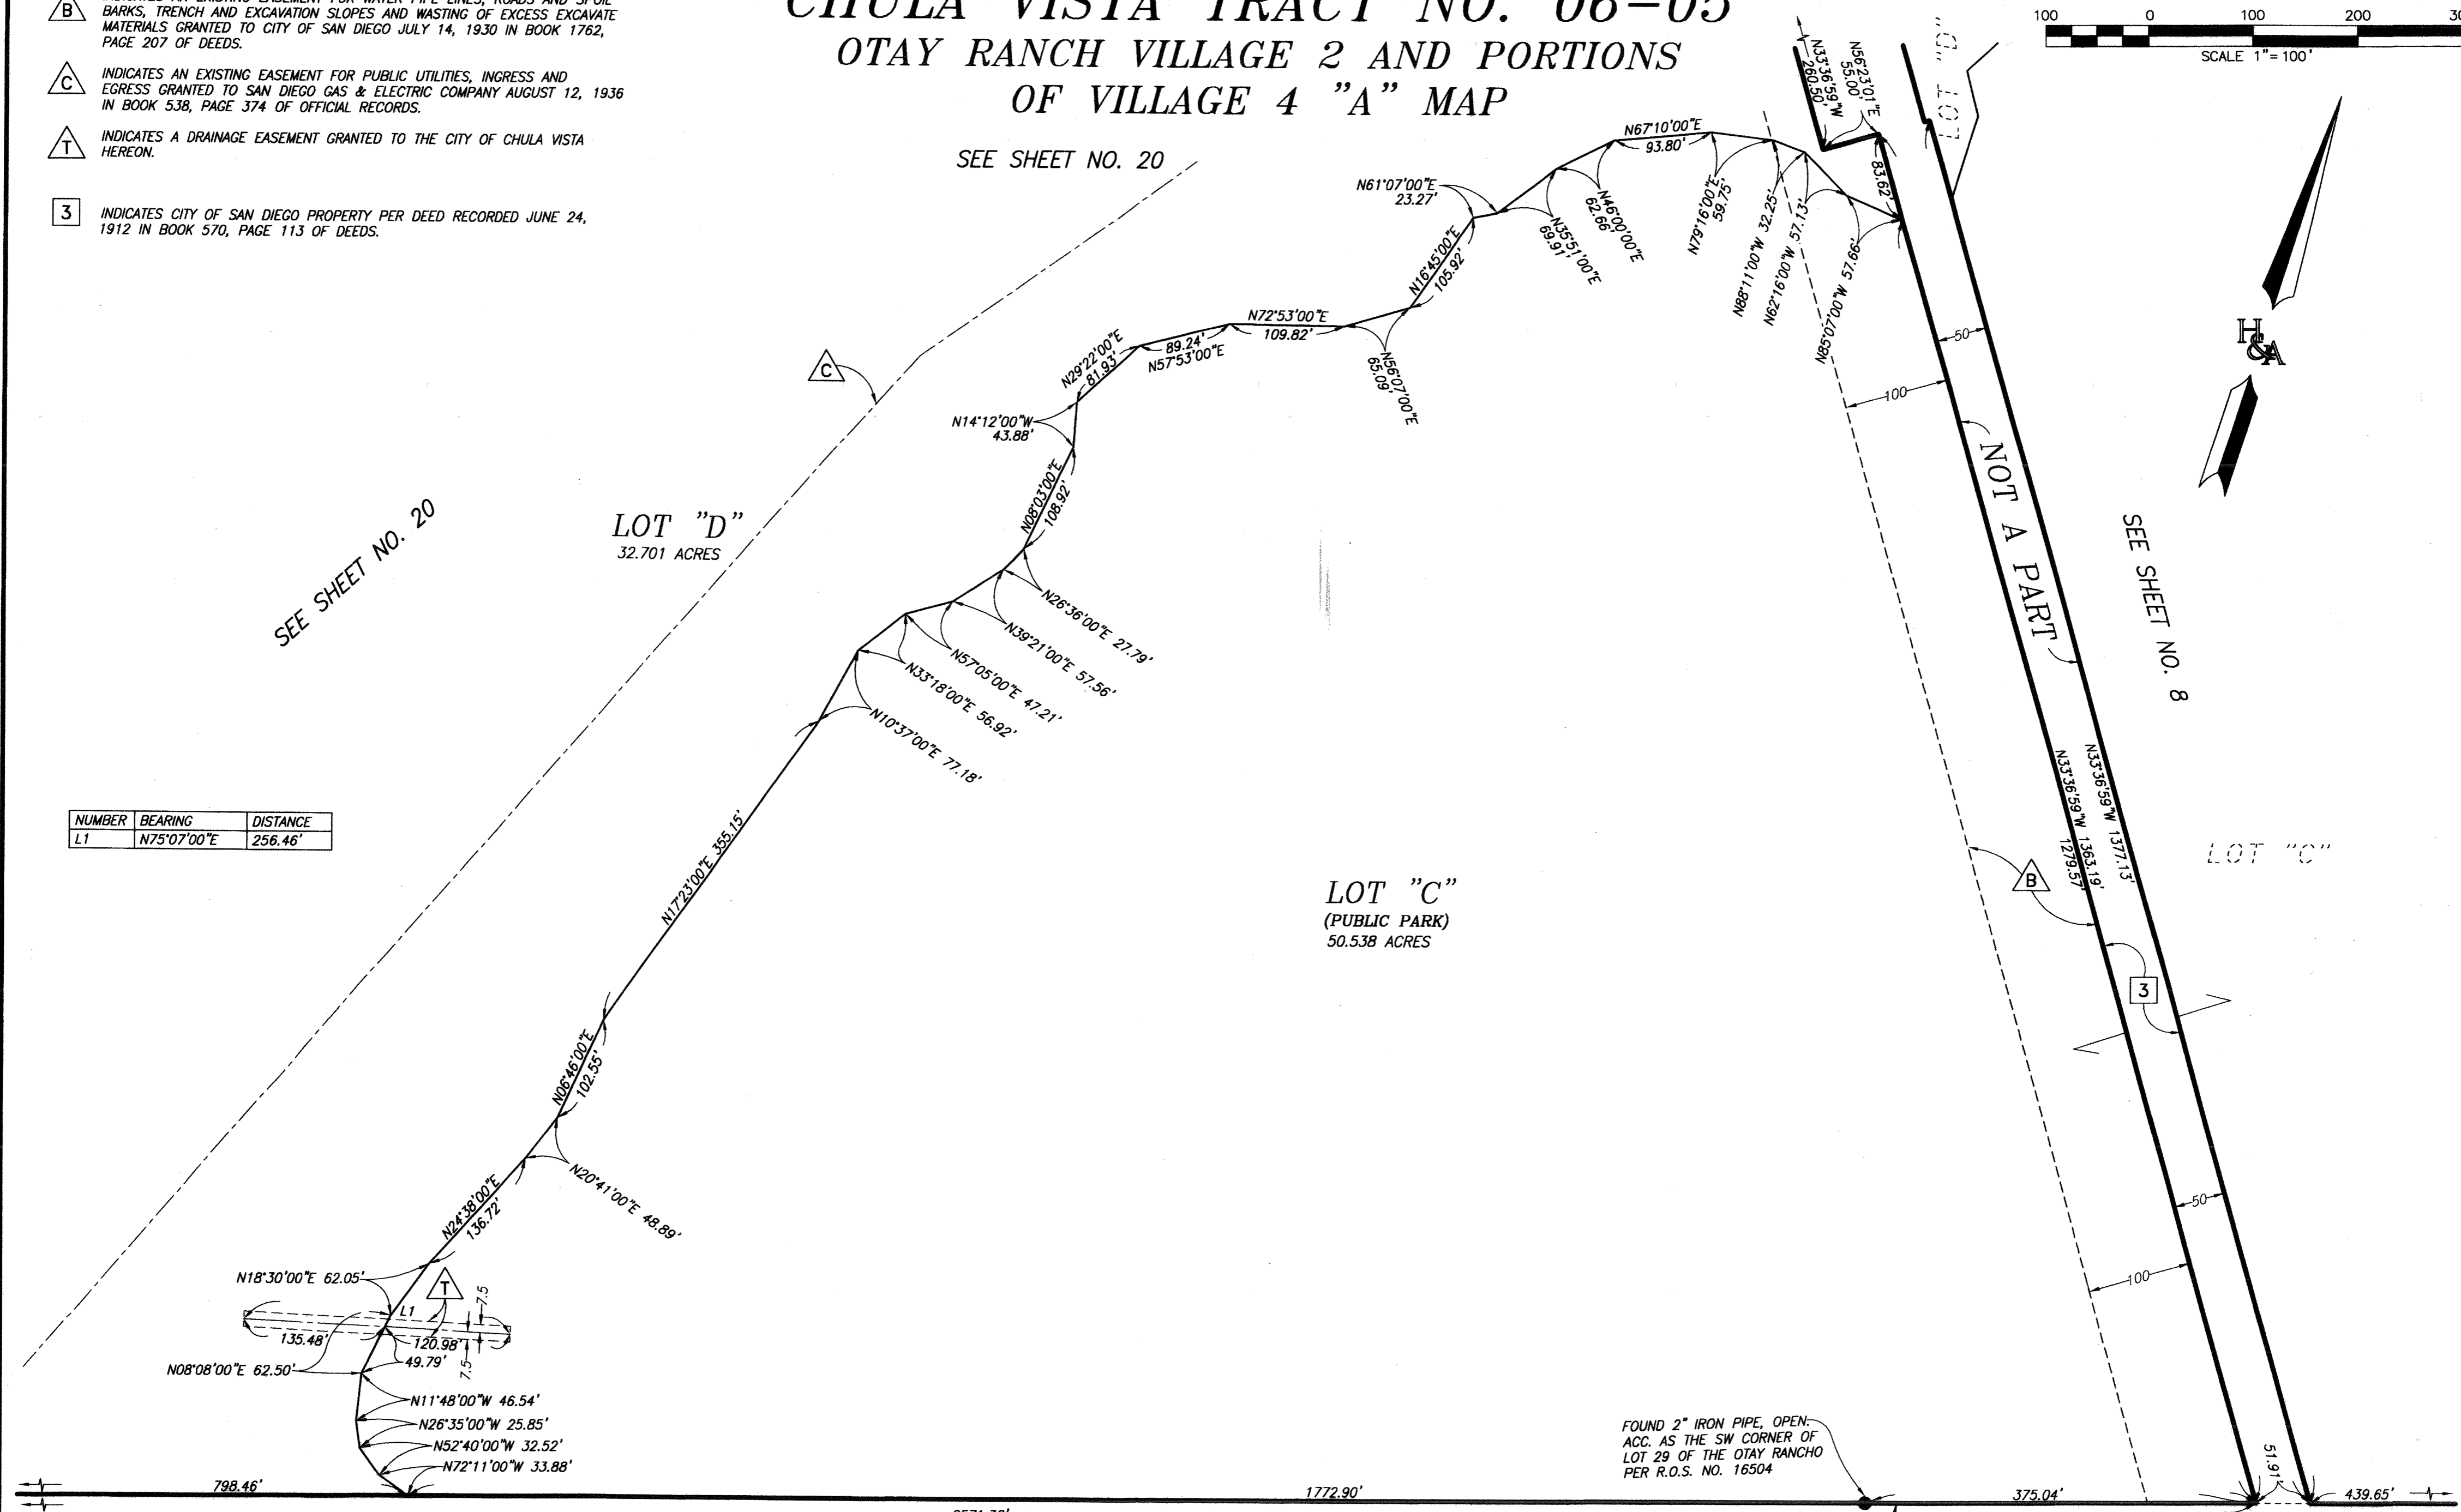 CHULA VISTA TRACT NO. 06-05
OTAY RANCH VILLAGE 2 AND PORTIONS
OF VILLAGE 4 "A" MAP
B
BARKS, TRENCH AND EXCAVATION SLOPES AND WASTING OF EXCESS EXCAVATE
MATERIALS GRANTED TO CITY OF SAN DIEGO JULY 14, 1930 IN BOOK 1762,
PAGE 207 OF DEEDS.
C
INDICATES AN EXISTING EASEMENT FOR PUBLIC UTILITIES, INGRESS AND
EGRESS GRANTED TO SAN DIEGO GAS & ELECTRIC COMPANY AUGUST 12, 1936
IN BOOK 538, PAGE 374 OF OFFICIAL RECORDS.
T
INDICATES A DRAINAGE EASEMENT GRANTED TO THE CITY OF CHULA VISTA
HEREON.
3
INDICATES CITY OF SAN DIEGO PROPERTY PER DEED RECORDED JUNE 24,
1912 IN BOOK 570, PAGE 113 OF DEEDS.
100 0 100 200
SCALE 1"= 100'
SEE SHEET NO. 20
N33°36'59"W
260.50'
N56°23'01"E
55.00'
LOT "D"
83.62'
N67°10'00"E
93.80'
N61°07'00"E
23.27'
N35°51'00"E
69.91'
N46°00'00"E
62.66'
N79°16'00"E
59.75'
N88°11'00"W 32.25'
N62°16'00"W 57.13'
N85°07'00"W 57.66'
N16°45'00"E
105.92'
N72°53'00"E
109.82'
N56°07'00"E
65.09'
89.24'
N57°53'00"E
N29°22'00"E
81.93'
N14°12'00"W
43.88'
N08°03'00"E
108.92'
C
50
100
H&A
NOT A PART
SEE SHEET NO. 8
SEE SHEET NO. 20
LOT "D"
32.701 ACRES
N26°36'00"E 27.79'
N39°21'00"E 57.56'
N57°05'00"E 47.21'
N33°18'00"E 56.92'
N10°37'00"E 77.18'
N17°23'00"E 355.15'
NUMBER BEARING DISTANCE
L1 N75°07'00"E 256.46'
LOT "C"
(PUBLIC PARK)
50.538 ACRES
N33°36'59"W 1377.13'
N33°36'59"W 1363.19'
1279.57'
LOT "C"
B
3
N06°46'00"E
102.55'
N20°41'00"E 48.89'
N24°38'00"E
136.72'
50
100
N18°30'00"E 62.05'
T
L1
7.5
135.48'
120.98'
49.79'
7.5
N08°08'00"E 62.50'
N11°48'00"W 46.54'
N26°35'00"W 25.85'
N52°40'00"W 32.52'
N72°11'00"W 33.88'
FOUND 2" IRON PIPE, OPEN.
ACC. AS THE SW CORNER OF
LOT 29 OF THE OTAY RANCHO
PER R.O.S. NO. 16504
798.46'
1772.90'
375.04'
51.91'
439.65'